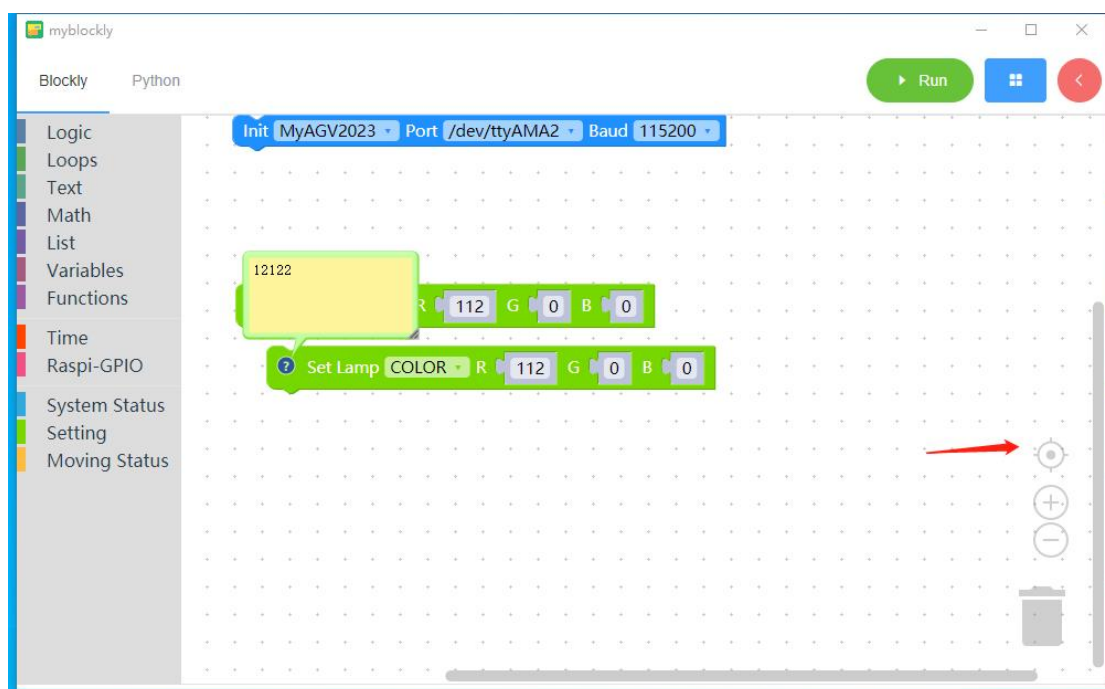 myblockly
Blockly Python
Run
Logic
Loops
Text
Math
List
Variables
Functions
Time
Raspi-GPIO
System Status
Setting
Moving Status
Init MyAGV2023 Port /dev/ttyAMA2 Baud 115200
12122
R 112 G 0 B 0
? Set Lamp COLOR R 112 G 0 B 0